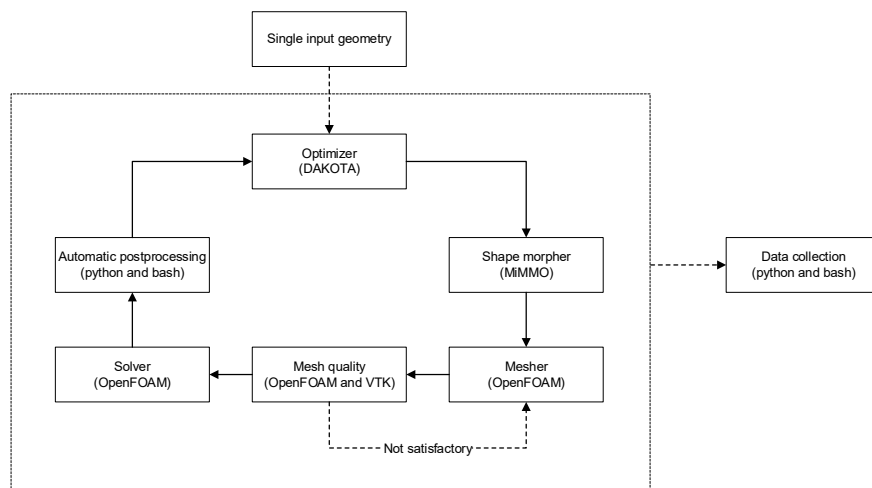 Single input geometry
Optimizer
(DAKOTA)
Automatic postprocessing
(python and bash)
Shape morpher
(MiMMO)
Data collection
(python and bash)
Solver
(OpenFOAM)
Mesh quality
(OpenFOAM and VTK)
Mesher
(OpenFOAM)
Not satisfactory